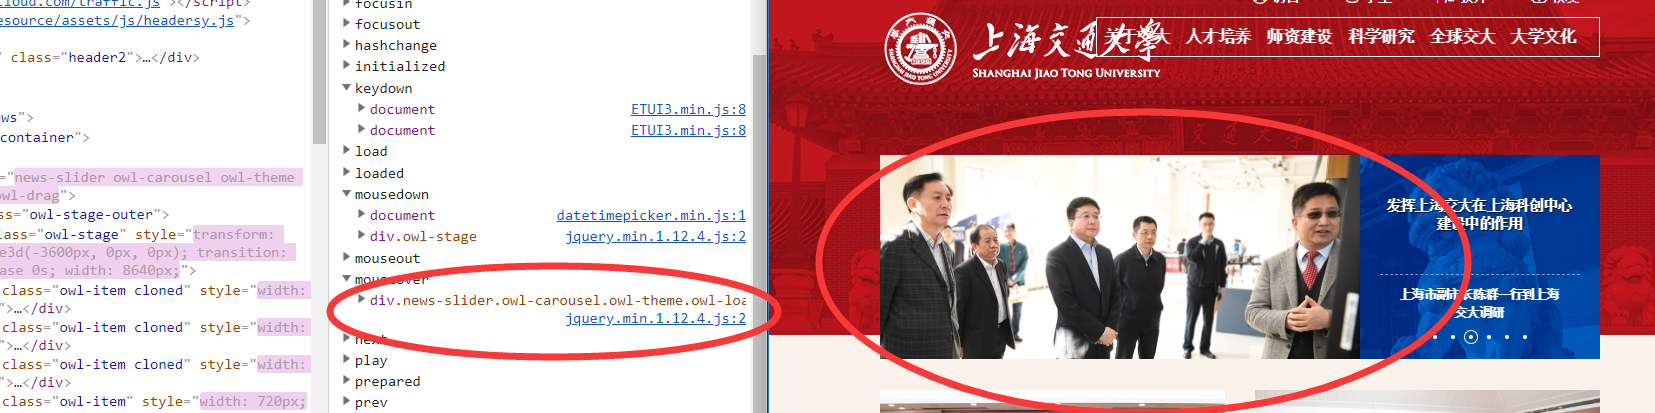 cloud.com/traffic.js"></script>
esource/assets/js/headersy.js">
" class="header2">…</div>
ws">
container">
="news-slider owl-carousel owl-theme
owl-drag">
ass="owl-stage-outer">
lass="owl-stage" style="transform:
e3d(-3600px, 0px, 0px); transition:
ase 0s; width: 8640px;">
class="owl-item cloned" style="width:
">…</div>
class="owl-item cloned" style="width:
">…</div>
class="owl-item cloned" style="width:
">…</div>
class="owl-item" style="width: 720px;
focusin
focusout
hashchange
initialized
keydown
document ETUI3.min.js:8
document ETUI3.min.js:8
load
loaded
mousedown
document datetimepicker.min.js:1
div.owl-stage jquery.min.1.12.4.js:2
mouseout
mouseover
div.news-slider.owl-carousel.owl-theme.owl-loa
jquery.min.1.12.4.js:2
next
play
prepared
prev
上海交通大学
SHANGHAI JIAO TONG UNIVERSITY
关于交大 人才培养 师资建设 科学研究 全球交大 大学文化
发挥上海交大在上海科创中心
建设中的作用
上海市副市长陈群一行到上海
交大调研